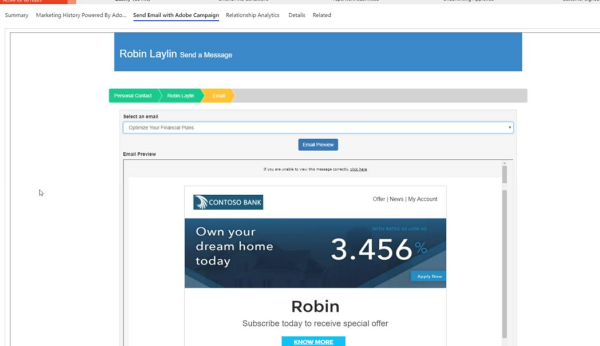 Summary Marketing History Powered By Ado... Send Email with Adobe Campaign Relationship Analytics Details Related
Robin Laylin Send a Message
Personal Contact Robin Laylin Email
Select an email
Optimize Your Financial Plans
Email Preview
Email Preview
If you are unable to view this message correctly, click here
CONTOSO BANK
Offer | News | My Account
Own your
dream home
today
WITH RATES AS LOW AS
3.456%
Apply Now
Robin
Subscribe today to receive special offer
KNOW MORE